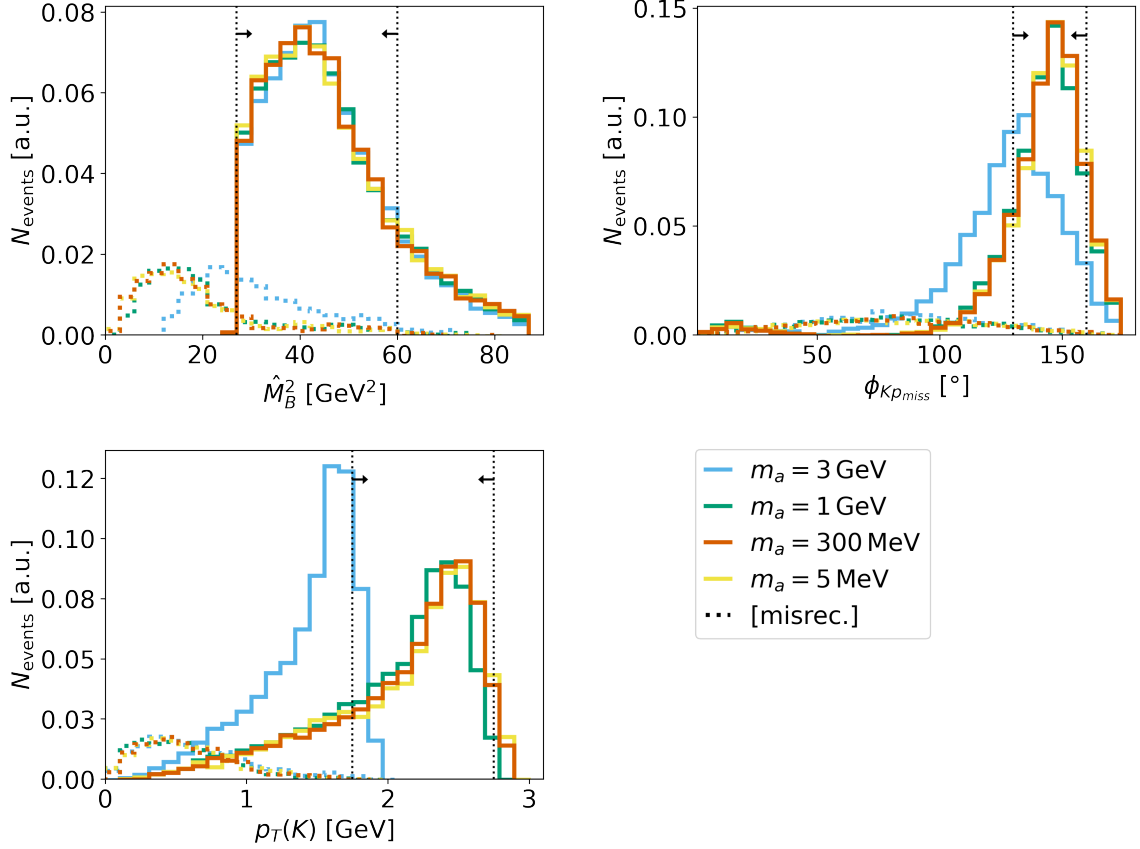 0.08
0.06
0.04
0.02
0.00
N_events [a.u.]
0 20 40 60 80
M̂_B^2 [GeV^2]
0.15
0.10
0.05
0.00
N_events [a.u.]
50 100 150
ϕ_{Kp_miss} [°]
0.12
0.10
0.08
0.05
0.03
0.00
N_events [a.u.]
0 1 2 3
p_T(K) [GeV]
m_a = 3 GeV
m_a = 1 GeV
m_a = 300 MeV
m_a = 5 MeV
[misrec.]